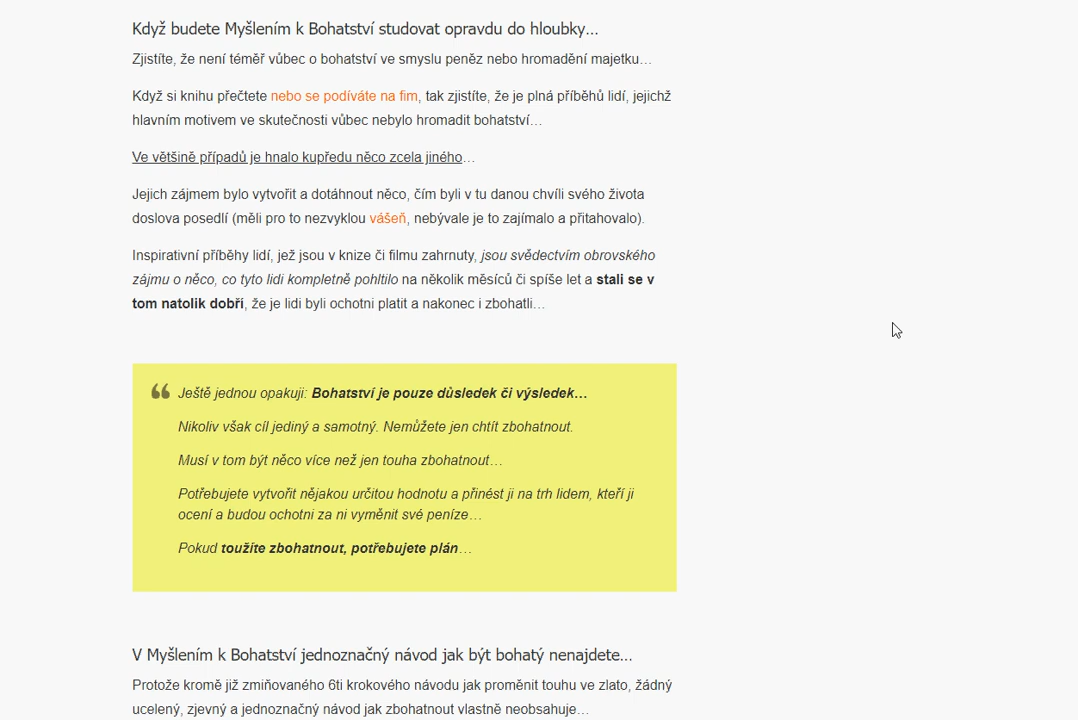 Když budete Myšlením k Bohatství studovat opravdu do hloubky…
Zjistíte, že není téměř vůbec o bohatství ve smyslu peněz nebo hromadění majetku…
Když si knihu přečtete nebo se podíváte na fim, tak zjistíte, že je plná příběhů lidí, jejichž
hlavním motivem ve skutečnosti vůbec nebylo hromadit bohatství…
Ve většině případů je hnalo kupředu něco zcela jiného…
Jejich zájmem bylo vytvořit a dotáhnout něco, čím byli v tu danou chvíli svého života
doslova posedlí (měli pro to nezvyklou vášeň, nebývale je to zajímalo a přitahovalo).
Inspirativní příběhy lidí, jež jsou v knize či filmu zahrnuty, jsou svědectvím obrovského
zájmu o něco, co tyto lidi kompletně pohltilo na několik měsíců či spíše let a stali se v
tom natolik dobří, že je lidi byli ochotni platit a nakonec i zbohatli…
Ještě jednou opakuji: Bohatství je pouze důsledek či výsledek…
Nikoliv však cíl jediný a samotný. Nemůžete jen chtít zbohatnout.
Musí v tom být něco více než jen touha zbohatnout…
Potřebujete vytvořit nějakou určitou hodnotu a přinést ji na trh lidem, kteří ji
ocení a budou ochotni za ni vyměnit své peníze…
Pokud toužíte zbohatnout, potřebujete plán…
V Myšlením k Bohatství jednoznačný návod jak být bohatý nenajdete…
Protože kromě již zmiňovaného 6ti krokového návodu jak proměnit touhu ve zlato, žádný
ucelený, zjevný a jednoznačný návod jak zbohatnout vlastně neobsahuje…